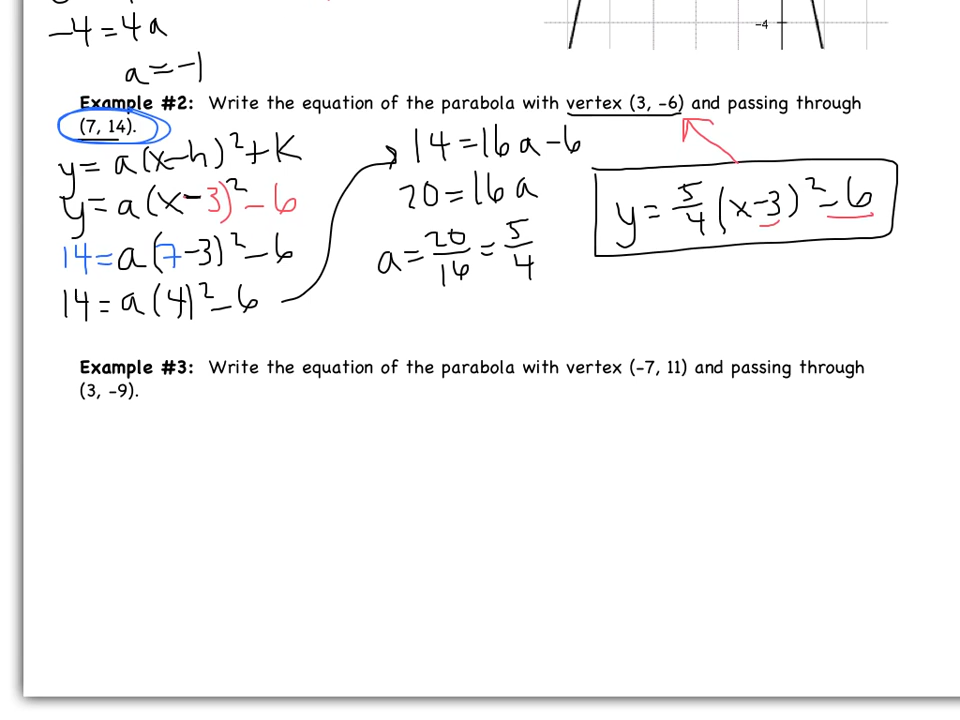 -4 = 4a
a = -1
-4
Example #2: Write the equation of the parabola with vertex (3, -6) and passing through
(7, 14).
y = a(x-h)²+K
y = a(x-3)²-6
14 = a(7-3)²-6
14 = a(4)²-6
14 = 16a-6
20 = 16a
a = 20/16 = 5/4
y = 5/4(x-3)²-6
Example #3: Write the equation of the parabola with vertex (-7, 11) and passing through
(3, -9).